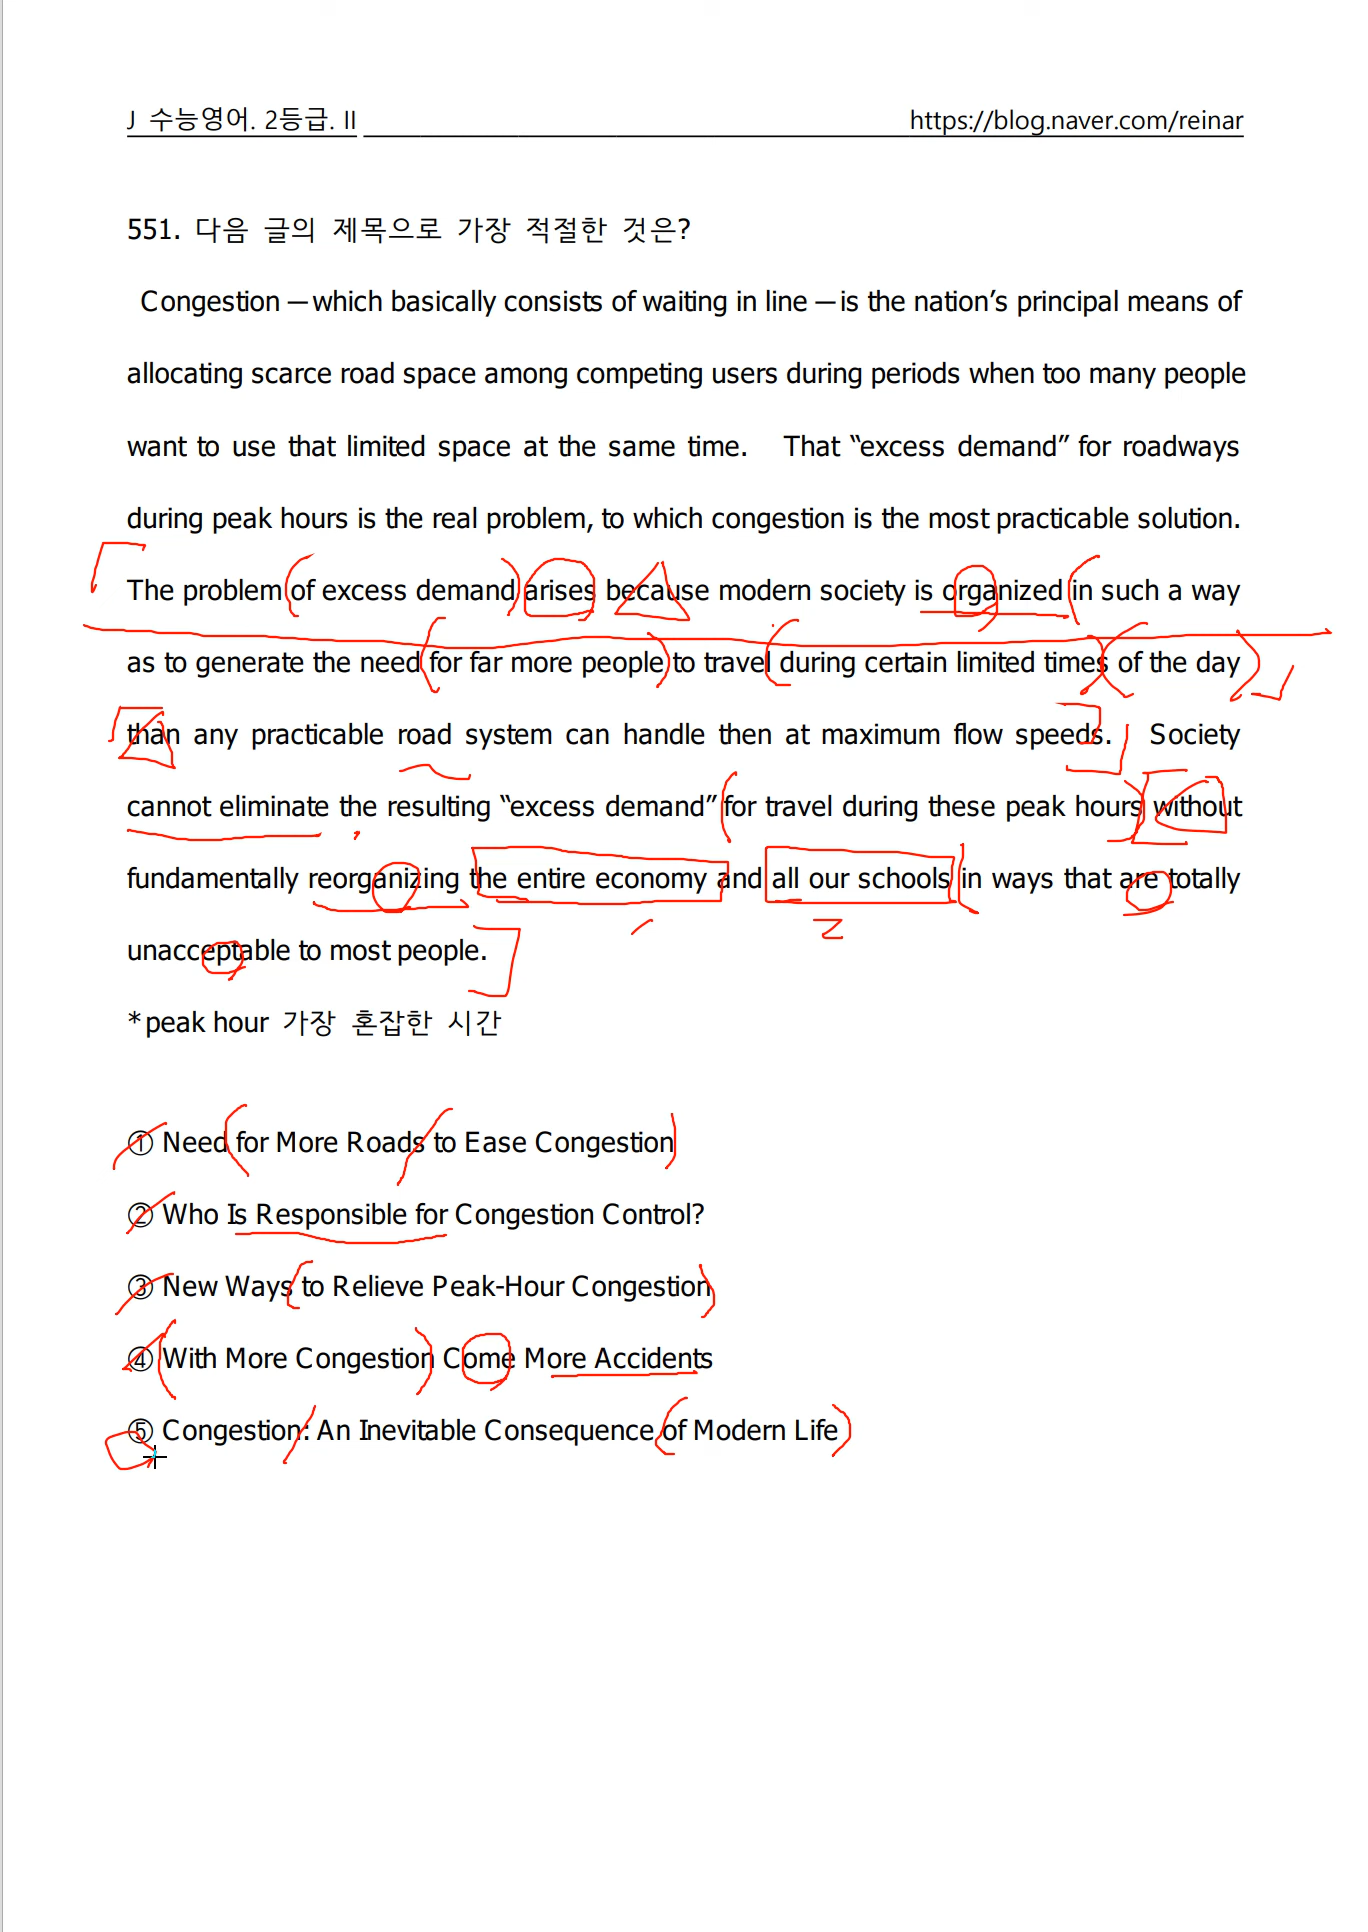 J 수능영어. 2등급. II https://blog.naver.com/reinar
551. 다음 글의 제목으로 가장 적절한 것은?
Congestion — which basically consists of waiting in line — is the nation’s principal means of
allocating scarce road space among competing users during periods when too many people
want to use that limited space at the same time. That “excess demand” for roadways
during peak hours is the real problem, to which congestion is the most practicable solution.
The problem of excess demand arises because modern society is organized in such a way
as to generate the need for far more people to travel during certain limited times of the day
than any practicable road system can handle then at maximum flow speeds. Society
cannot eliminate the resulting “excess demand” for travel during these peak hours without
fundamentally reorganizing the entire economy and all our schools in ways that are totally
unacceptable to most people.
*peak hour 가장 혼잡한 시간
① Need for More Roads to Ease Congestion
② Who Is Responsible for Congestion Control?
③ New Ways to Relieve Peak-Hour Congestion
④ With More Congestion Come More Accidents
⑤ Congestion: An Inevitable Consequence of Modern Life